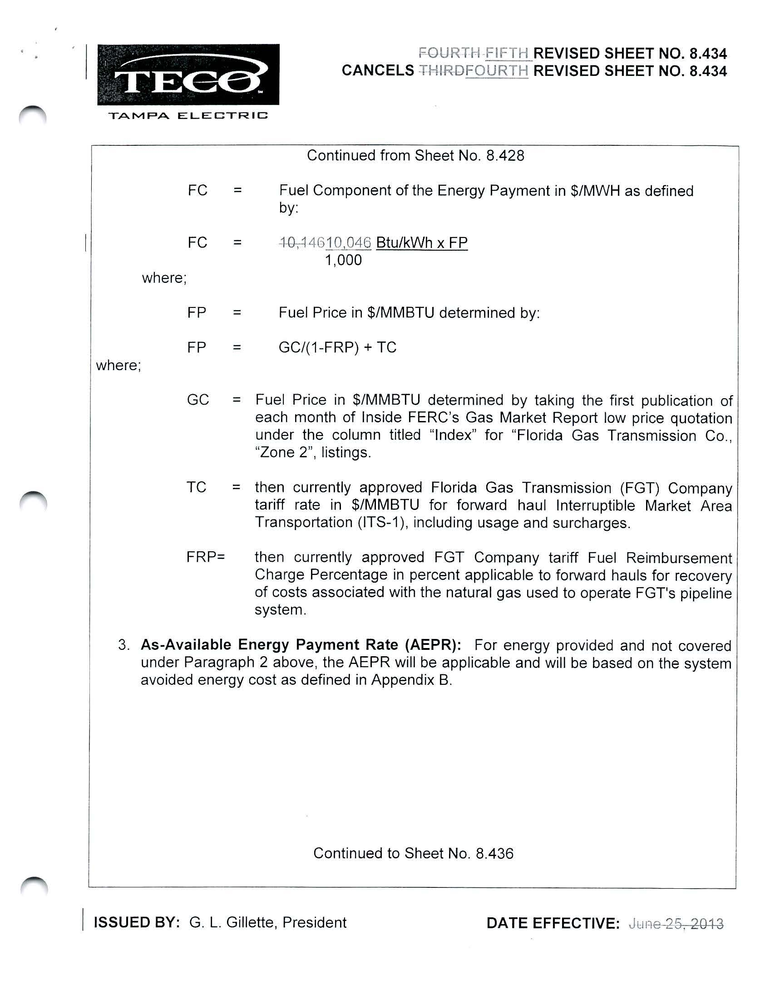 FOURTH FIFTH REVISED SHEET NO. 8.434
CANCELS THIRDFOURTH REVISED SHEET NO. 8.434
TECO
SM
TAMPA ELECTRIC
Continued from Sheet No. 8.428
FC = Fuel Component of the Energy Payment in $/MWH as defined
by:
FC = 10,14610,046 Btu/kWh x FP
1,000
where;
FP = Fuel Price in $/MMBTU determined by:
FP = GC/(1-FRP) + TC
where;
GC = Fuel Price in $/MMBTU determined by taking the first publication of
each month of Inside FERC's Gas Market Report low price quotation
under the column titled “Index” for “Florida Gas Transmission Co.,
“Zone 2”, listings.
TC = then currently approved Florida Gas Transmission (FGT) Company
tariff rate in $/MMBTU for forward haul Interruptible Market Area
Transportation (ITS-1), including usage and surcharges.
FRP= then currently approved FGT Company tariff Fuel Reimbursement
Charge Percentage in percent applicable to forward hauls for recovery
of costs associated with the natural gas used to operate FGT's pipeline
system.
3. As-Available Energy Payment Rate (AEPR): For energy provided and not covered
under Paragraph 2 above, the AEPR will be applicable and will be based on the system
avoided energy cost as defined in Appendix B.
Continued to Sheet No. 8.436
ISSUED BY: G. L. Gillette, President DATE EFFECTIVE: June 25, 2013